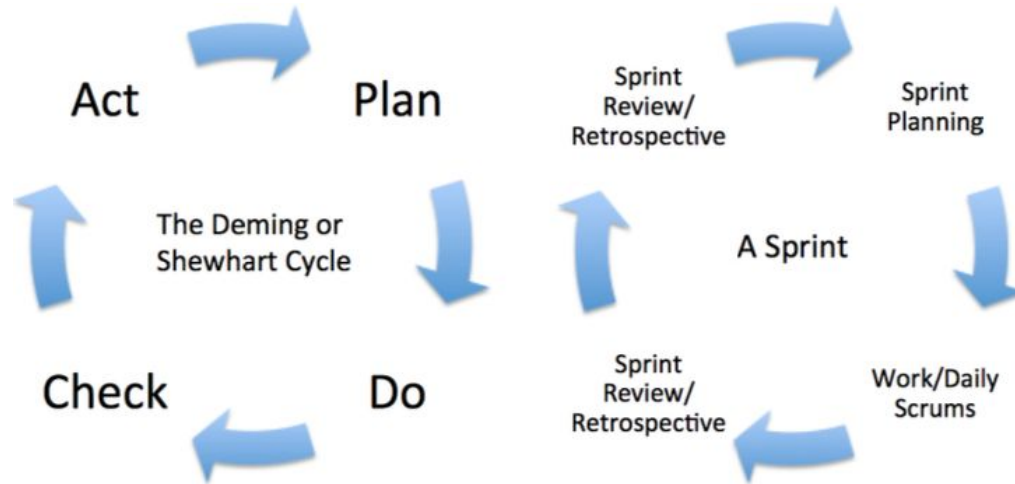 Act
Plan
The Deming or
Shewhart Cycle
Check
Do
Sprint
Review/
Retrospective
Sprint
Planning
A Sprint
Sprint
Review/
Retrospective
Work/Daily
Scrums